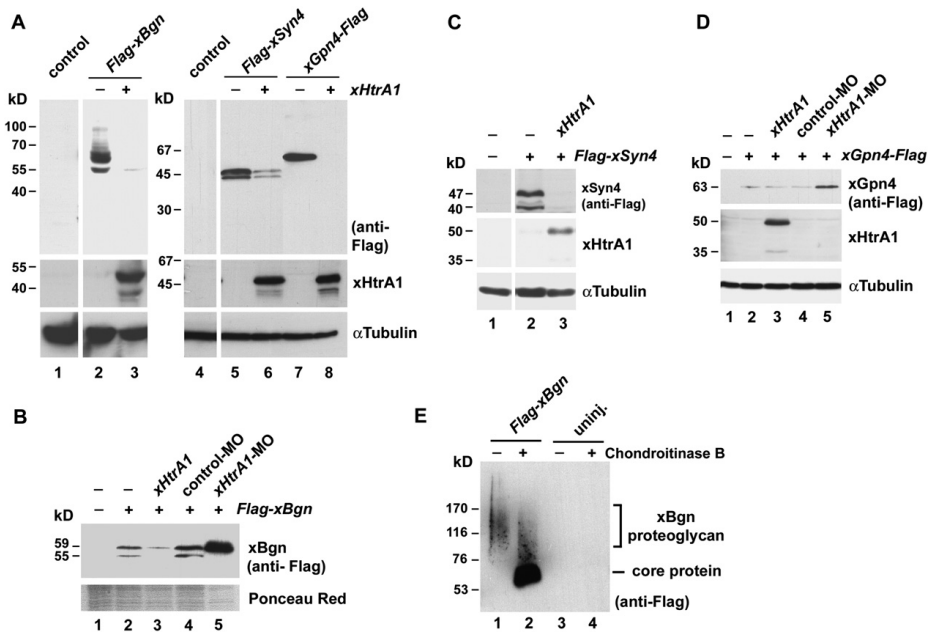 A
control
Flag-xBgn
control
Flag-xSyn4
xGpn4-Flag
kD
– +
kD
– + – +
xHtrA1
100
70
55
40
67
45
30
(anti-
Flag)
55
40
67
45
xHtrA1
αTubulin
1 2 3 4 5 6 7 8
B
xHtrA1
control-MO
xHtrA1-MO
– – 
kD
– + + + +
Flag-xBgn
59
55
xBgn
(anti- Flag)
Ponceau Red
1 2 3 4 5
C
xHtrA1
– –
kD
– + +
Flag-xSyn4
47
40
xSyn4
(anti-Flag)
50
35
xHtrA1
αTubulin
1 2 3
D
xHtrA1
control-MO
xHtrA1-MO
– –
kD
– + + + +
xGpn4-Flag
63
xGpn4
(anti-Flag)
50
35
xHtrA1
αTubulin
1 2 3 4 5
E
Flag-xBgn
uninj.
– + – +
Chondroitinase B
kD
170
116
76
53
xBgn
proteoglycan
core protein
(anti-Flag)
1 2 3 4